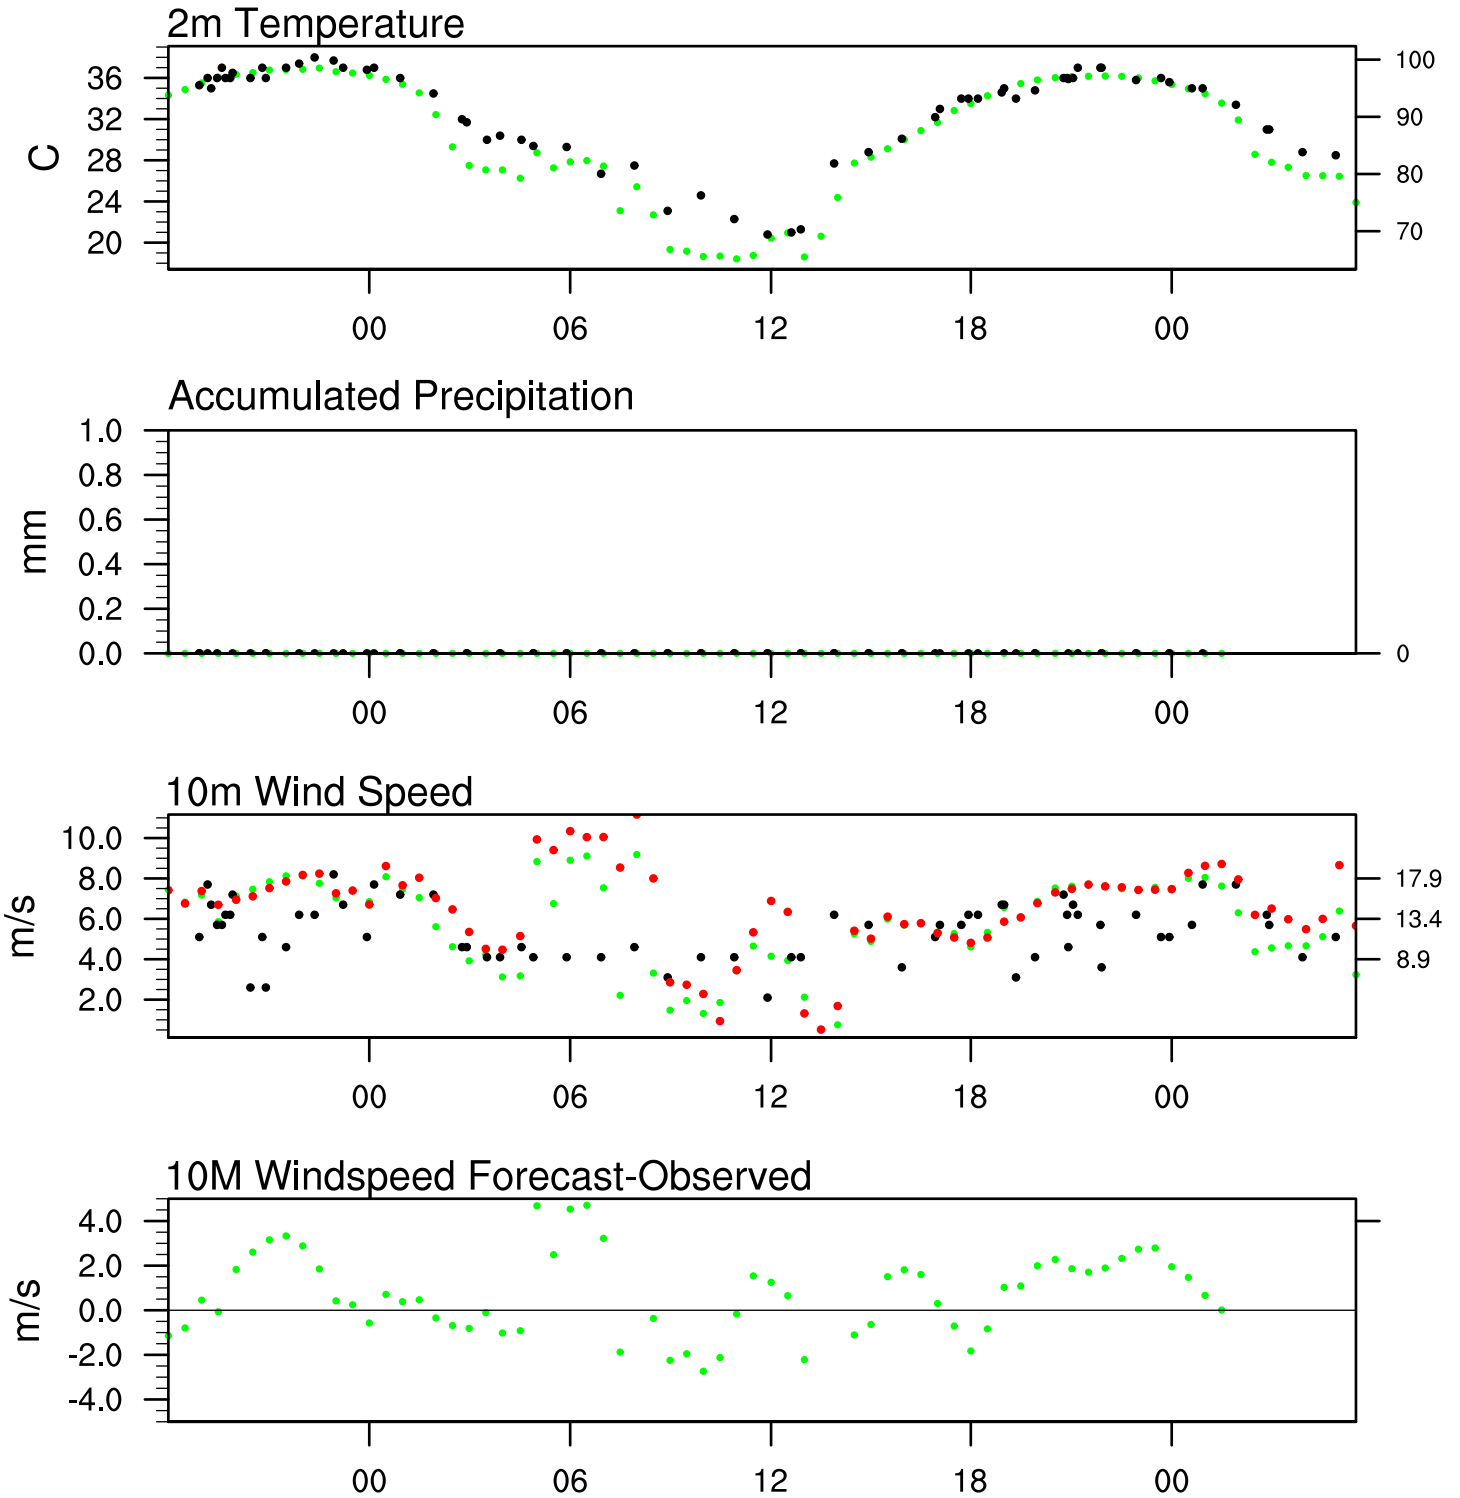 2m Temperature
C
36
32
28
24
20
100
90
80
70
00 06 12 18 00
Accumulated Precipitation
mm
1.0
0.8
0.6
0.4
0.2
0.0
0
00 06 12 18 00
10m Wind Speed
m/s
10.0
8.0
6.0
4.0
2.0
17.9
13.4
8.9
00 06 12 18 00
10M Windspeed Forecast-Observed
m/s
4.0
2.0
0.0
-2.0
-4.0
00 06 12 18 00